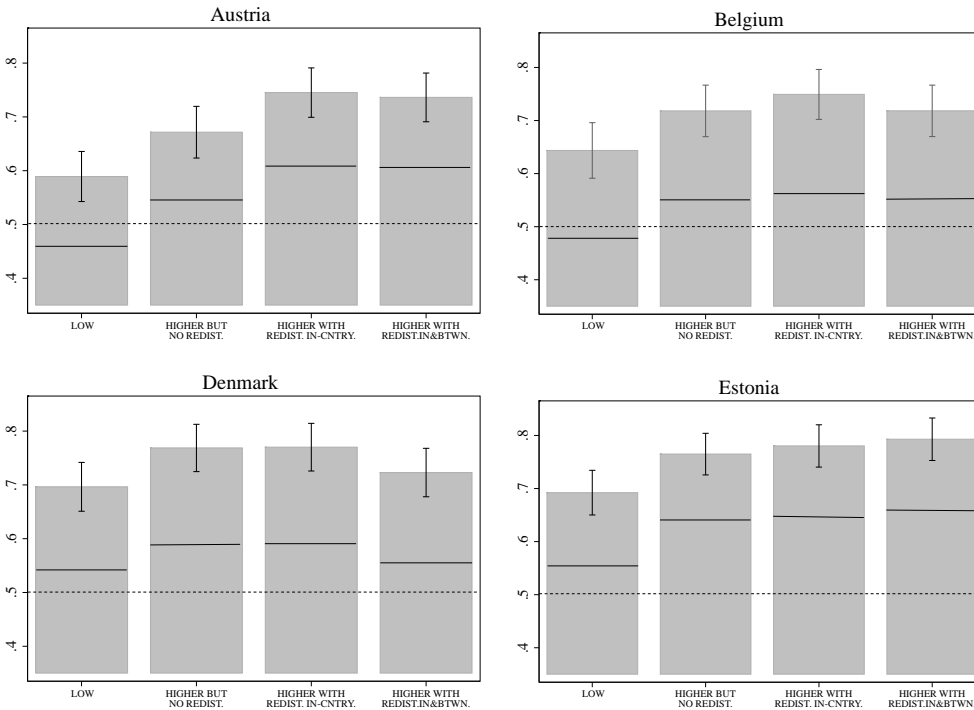 Austria
.8
.7
.6
.5
.4
LOW
HIGHER BUT
NO REDIST.
HIGHER WITH
REDIST. IN-CNTRY.
HIGHER WITH
REDIST.IN&BTWN.
Belgium
.8
.7
.6
.5
.4
LOW
HIGHER BUT
NO REDIST.
HIGHER WITH
REDIST. IN-CNTRY.
HIGHER WITH
REDIST.IN&BTWN.
Denmark
.8
.7
.6
.5
.4
LOW
HIGHER BUT
NO REDIST.
HIGHER WITH
REDIST. IN-CNTRY.
HIGHER WITH
REDIST.IN&BTWN.
Estonia
.8
.7
.6
.5
.4
LOW
HIGHER BUT
NO REDIST.
HIGHER WITH
REDIST. IN-CNTRY.
HIGHER WITH
REDIST.IN&BTWN.